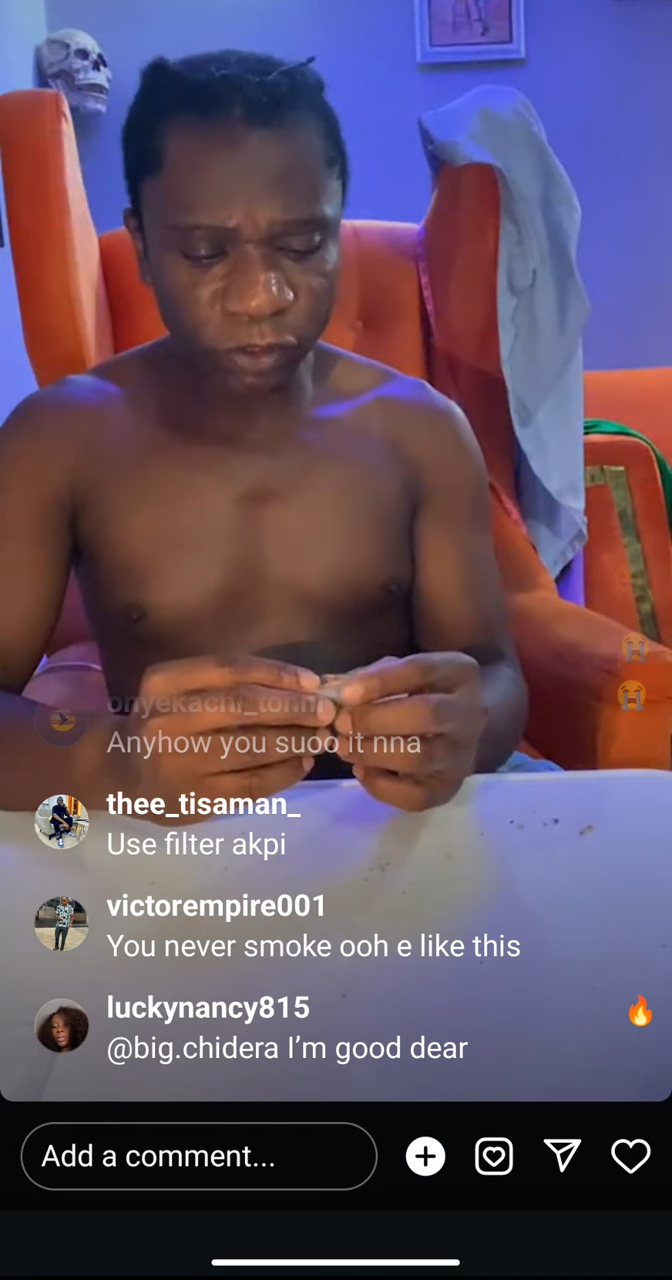 onyekachi_tonni
Anyhow you suoo it nna
thee_tisaman_
Use filter akpi
victorempire001
You never smoke ooh e like this
luckynancy815
@big.chidera I’m good dear
Add a comment...